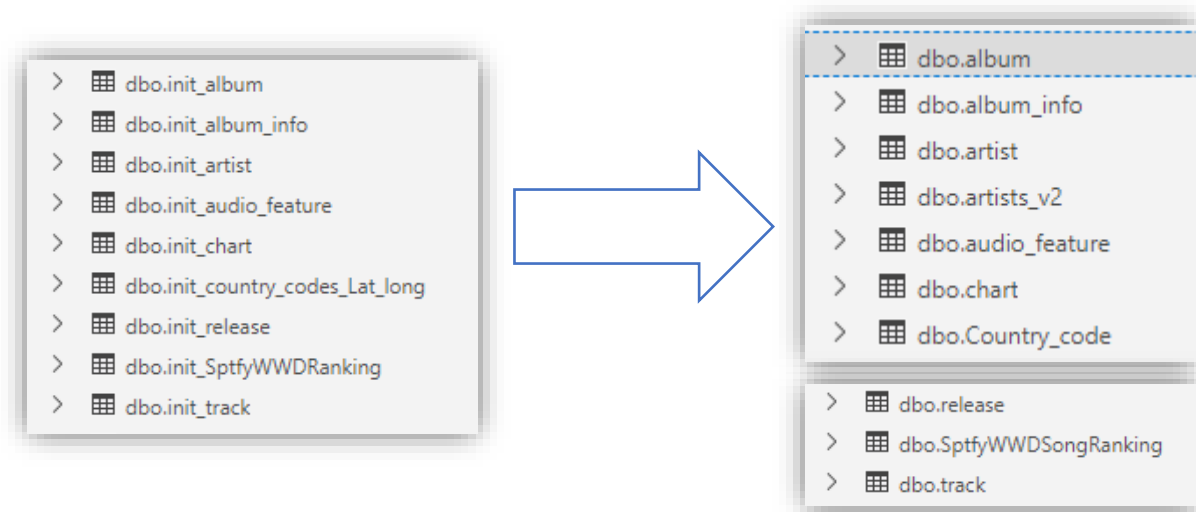 dbo.init_album
dbo.init_album_info
dbo.init_artist
dbo.init_audio_feature
dbo.init_chart
dbo.init_country_codes_Lat_long
dbo.init_release
dbo.init_SptfyWWDRanking
dbo.init_track
dbo.album
dbo.album_info
dbo.artist
dbo.artists_v2
dbo.audio_feature
dbo.chart
dbo.Country_code
dbo.release
dbo.SptfyWWDSongRanking
dbo.track